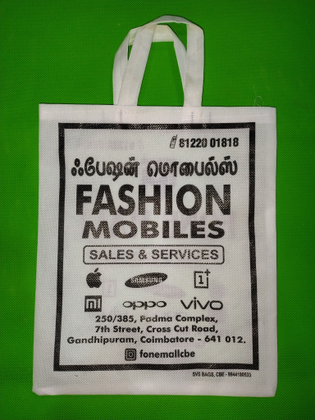 81220 01818
ஃபேஷன் மொபைல்ஸ்
FASHION
MOBILES
SALES & SERVICES
SAMSUNG
1+
mi oppo vivo
250/385, Padma Complex,
7th Street, Cross Cut Road,
Gandhipuram, Coimbatore - 641 012.
fonemallcbe